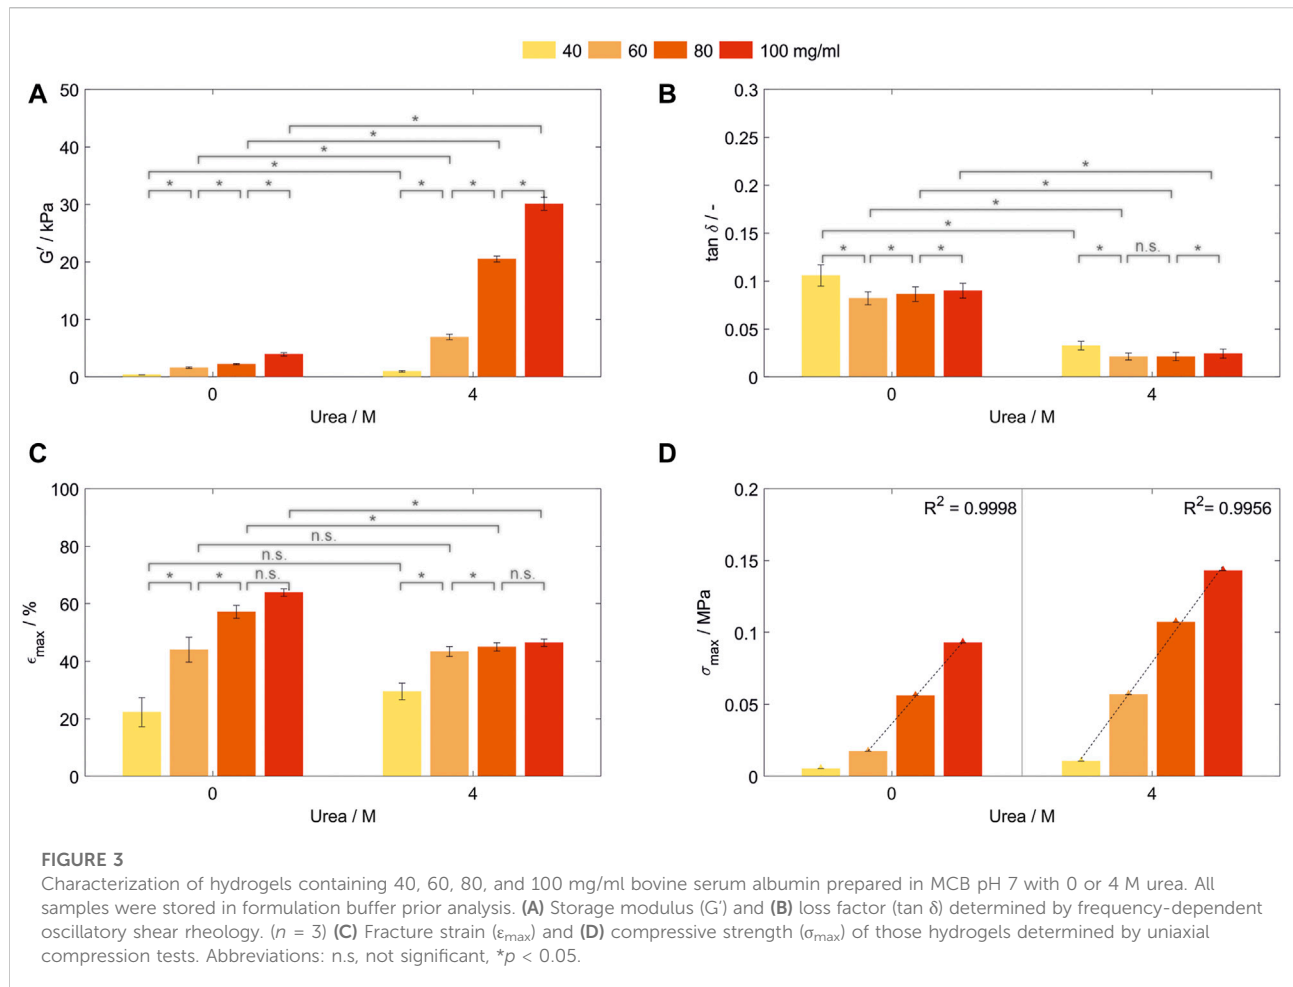 40 60 80 100 mg/ml
A
50
40
30
20
10
0
G′ / kPa
* * * *
* * * * * *
0 4
Urea / M
B
0.3
0.25
0.2
0.15
0.1
0.05
0
tan δ / -
* * * *
* * * * n.s. *
0 4
Urea / M
C
100
80
60
40
20
0
ϵmax / %
*
*
n.s.
n.s.
* * n.s. * * n.s.
0 4
Urea / M
D
0.2
0.15
0.1
0.05
0
σmax / MPa
R² = 0.9998 R²= 0.9956
0 4
Urea / M
FIGURE 3
Characterization of hydrogels containing 40, 60, 80, and 100 mg/ml bovine serum albumin prepared in MCB pH 7 with 0 or 4 M urea. All
samples were stored in formulation buffer prior analysis. (A) Storage modulus (G′) and (B) loss factor (tan δ) determined by frequency-dependent
oscillatory shear rheology. (n = 3) (C) Fracture strain (εmax) and (D) compressive strength (σmax) of those hydrogels determined by uniaxial
compression tests. Abbreviations: n.s, not significant, *p < 0.05.